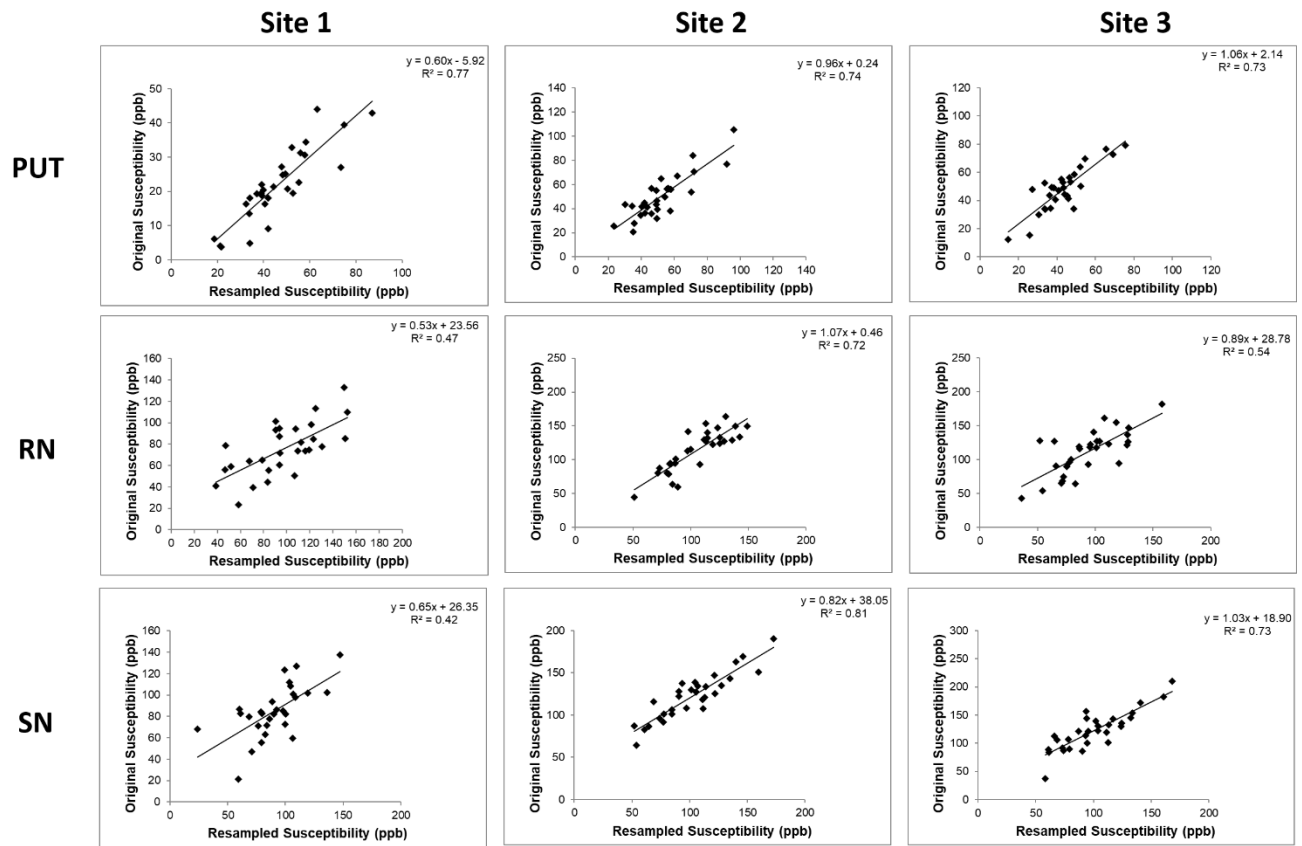 Site 1
Site 2
Site 3
PUT
y = 0.60x - 5.92
R² = 0.77
Original Susceptibility (ppb)
50
40
30
20
10
0
0 20 40 60 80 100
Resampled Susceptibility (ppb)
y = 0.96x + 0.24
R² = 0.74
Original Susceptibility (ppb)
140
120
100
80
60
40
20
0
0 20 40 60 80 100 120 140
Resampled Susceptibility (ppb)
y = 1.06x + 2.14
R² = 0.73
Original Susceptibility (ppb)
120
100
80
60
40
20
0
0 20 40 60 80 100 120
Resampled Susceptibility (ppb)
RN
y = 0.53x + 23.56
R² = 0.47
Original Susceptibility (ppb)
160
140
120
100
80
60
40
20
0
0 20 40 60 80 100 120 140 160 180 200
Resampled Susceptibility (ppb)
y = 1.07x + 0.46
R² = 0.72
Original Susceptibility (ppb)
250
200
150
100
50
0
0 50 100 150 200
Resampled Susceptibility (ppb)
y = 0.89x + 28.78
R² = 0.54
Original Susceptibility (ppb)
250
200
150
100
50
0
0 50 100 150 200
Resampled Susceptibility (ppb)
SN
y = 0.65x + 26.35
R² = 0.42
Original Susceptibility (ppb)
160
140
120
100
80
60
40
20
0
0 50 100 150 200
Resampled Susceptibility (ppb)
y = 0.82x + 38.05
R² = 0.81
Original Susceptibility (ppb)
200
150
100
50
0
0 50 100 150 200
Resampled Susceptibility (ppb)
y = 1.03x + 18.90
R² = 0.73
Original Susceptibility (ppb)
300
250
200
150
100
50
0
0 50 100 150 200
Resampled Susceptibility (ppb)